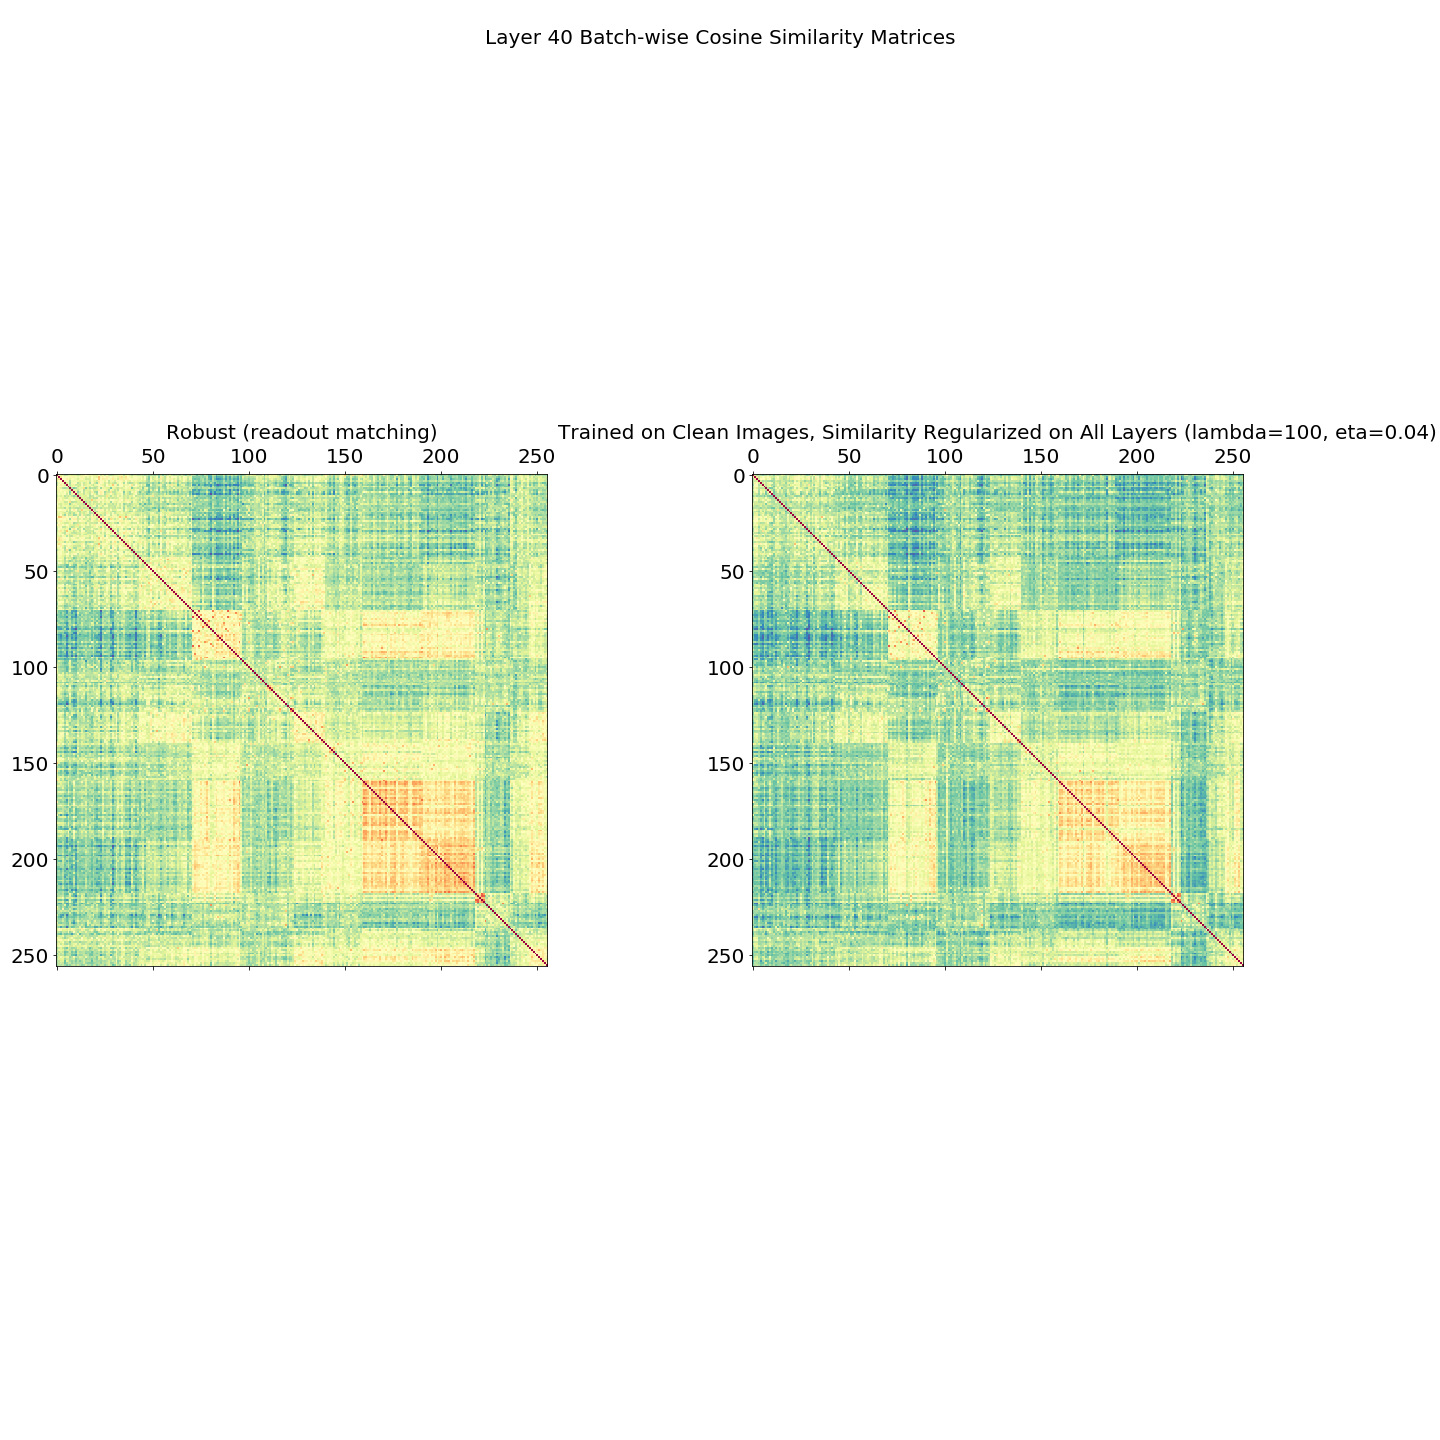 Layer 40 Batch-wise Cosine Similarity Matrices
Robust (readout matching)
0 50 100 150 200 250
0
50
100
150
200
250
Trained on Clean Images, Similarity Regularized on All Layers (lambda=100, eta=0.04)
0 50 100 150 200 250
0
50
100
150
200
250